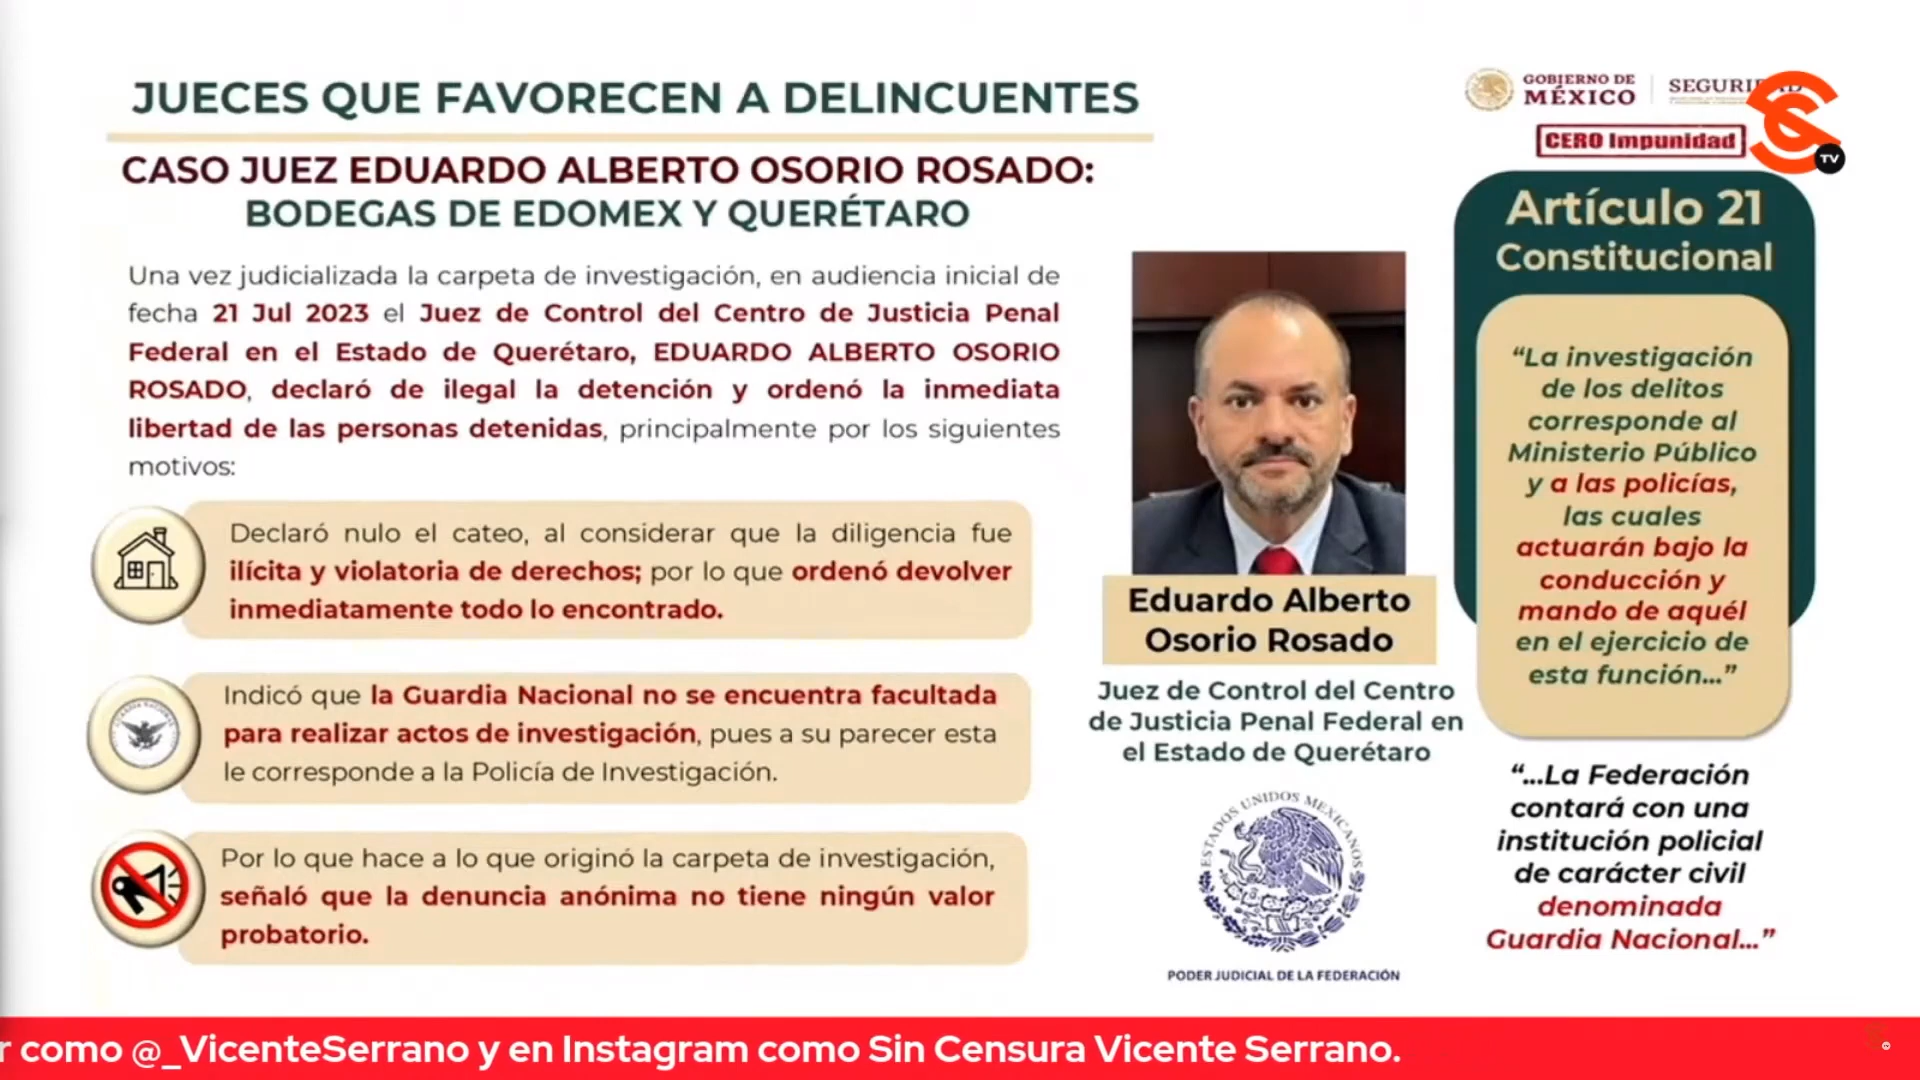 JUECES QUE FAVORECEN A DELINCUENTES
CASO JUEZ EDUARDO ALBERTO OSORIO ROSADO:
BODEGAS DE EDOMEX Y QUERÉTARO
Una vez judicializada la carpeta de investigación, en audiencia inicial de
fecha 21 Jul 2023 el Juez de Control del Centro de Justicia Penal
Federal en el Estado de Querétaro, EDUARDO ALBERTO OSORIO
ROSADO, declaró de ilegal la detención y ordenó la inmediata
libertad de las personas detenidas, principalmente por los siguientes
motivos:
Declaró nulo el cateo, al considerar que la diligencia fue
ilícita y violatoria de derechos; por lo que ordenó devolver
inmediatamente todo lo encontrado.
Indicó que la Guardia Nacional no se encuentra facultada
para realizar actos de investigación, pues a su parecer esta
le corresponde a la Policía de Investigación.
Por lo que hace a lo que originó la carpeta de investigación,
señaló que la denuncia anónima no tiene ningún valor
probatorio.
Eduardo Alberto
Osorio Rosado
Juez de Control del Centro
de Justicia Penal Federal en
el Estado de Querétaro
ESTADOS UNIDOS MEXICANOS
PODER JUDICIAL DE LA FEDERACIÓN
GOBIERNO DE
MÉXICO
CERO Impunidad
TV
Artículo 21
Constitucional
“La investigación
de los delitos
corresponde al
Ministerio Público
y a las policías,
las cuales
actuarán bajo la
conducción y
mando de aquél
en el ejercicio de
esta función...”
“...La Federación
contará con una
institución policial
de carácter civil
denominada
Guardia Nacional...”
r como @_VicenteSerrano y en Instagram como Sin Censura Vicente Serrano.